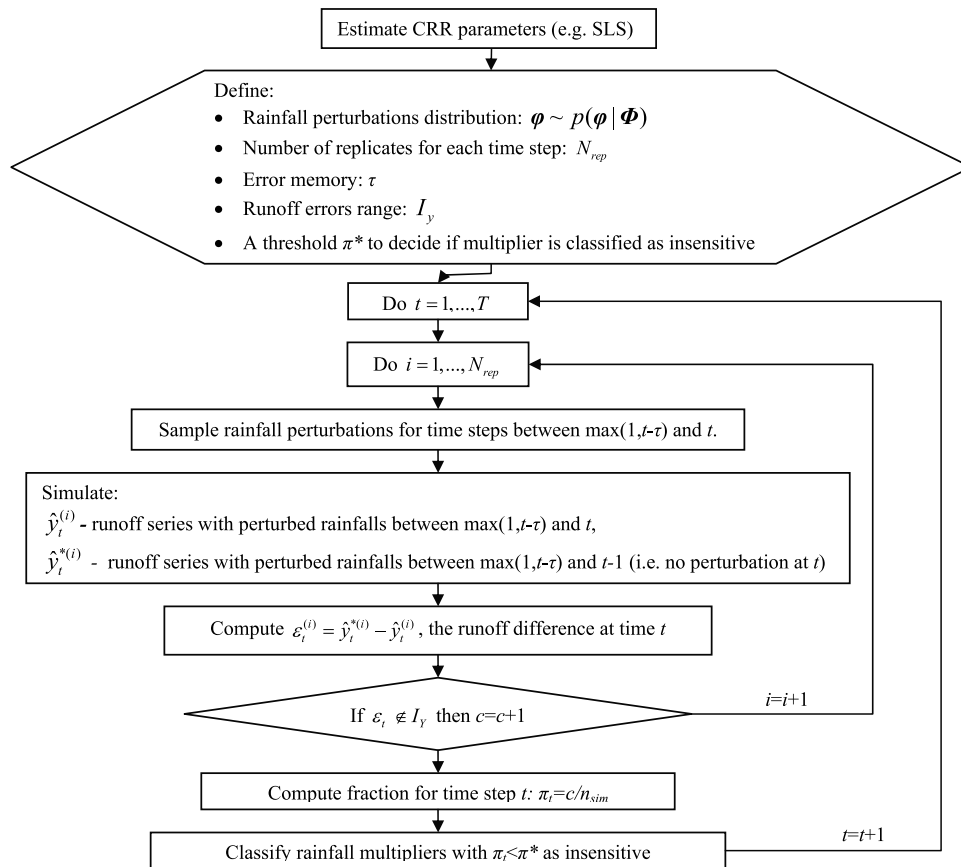 Estimate CRR parameters (e.g. SLS)
Define:
• Rainfall perturbations distribution: φ ~ p(φ | Φ)
• Number of replicates for each time step: N_rep
• Error memory: τ
• Runoff errors range: I_y
• A threshold π* to decide if multiplier is classified as insensitive
Do t = 1,...,T
Do i = 1,...,N_rep
Sample rainfall perturbations for time steps between max(1,t-τ) and t.
Simulate:
ŷ_t^(i) - runoff series with perturbed rainfalls between max(1,t-τ) and t,
ŷ_t^*(i) - runoff series with perturbed rainfalls between max(1,t-τ) and t-1 (i.e. no perturbation at t)
Compute ε_t^(i) = ŷ_t^*(i) − ŷ_t^(i), the runoff difference at time t
If ε_t ∉ I_Y then c=c+1
i=i+1
Compute fraction for time step t: π_t=c/n_sim
t=t+1
Classify rainfall multipliers with π_t<π* as insensitive